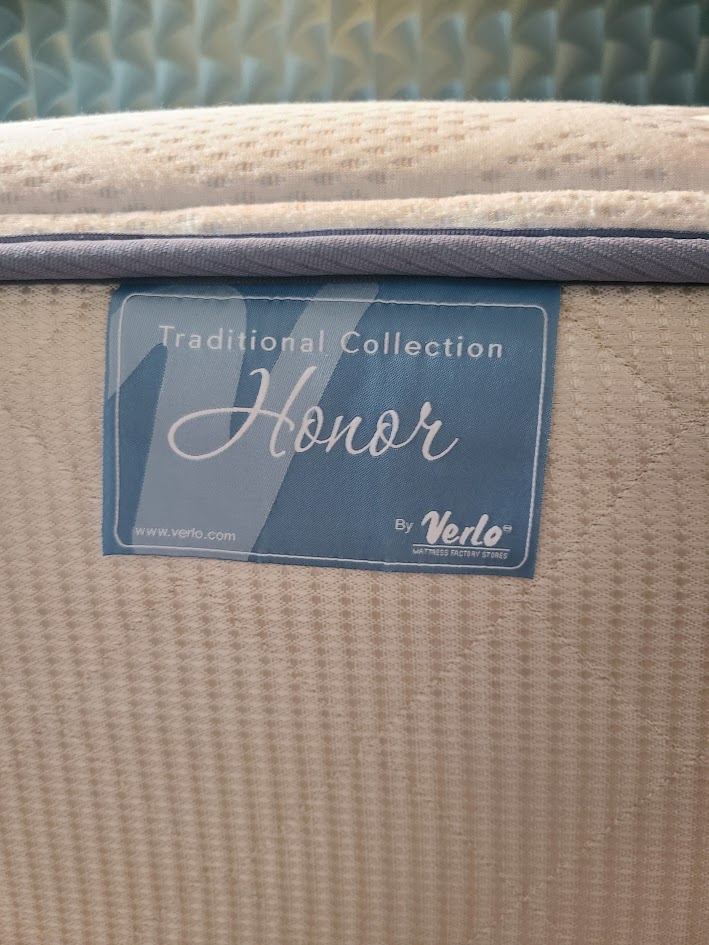 Traditional Collection
Honor
www.verlo.com
By Verlo
MATTRESS FACTORY STORES